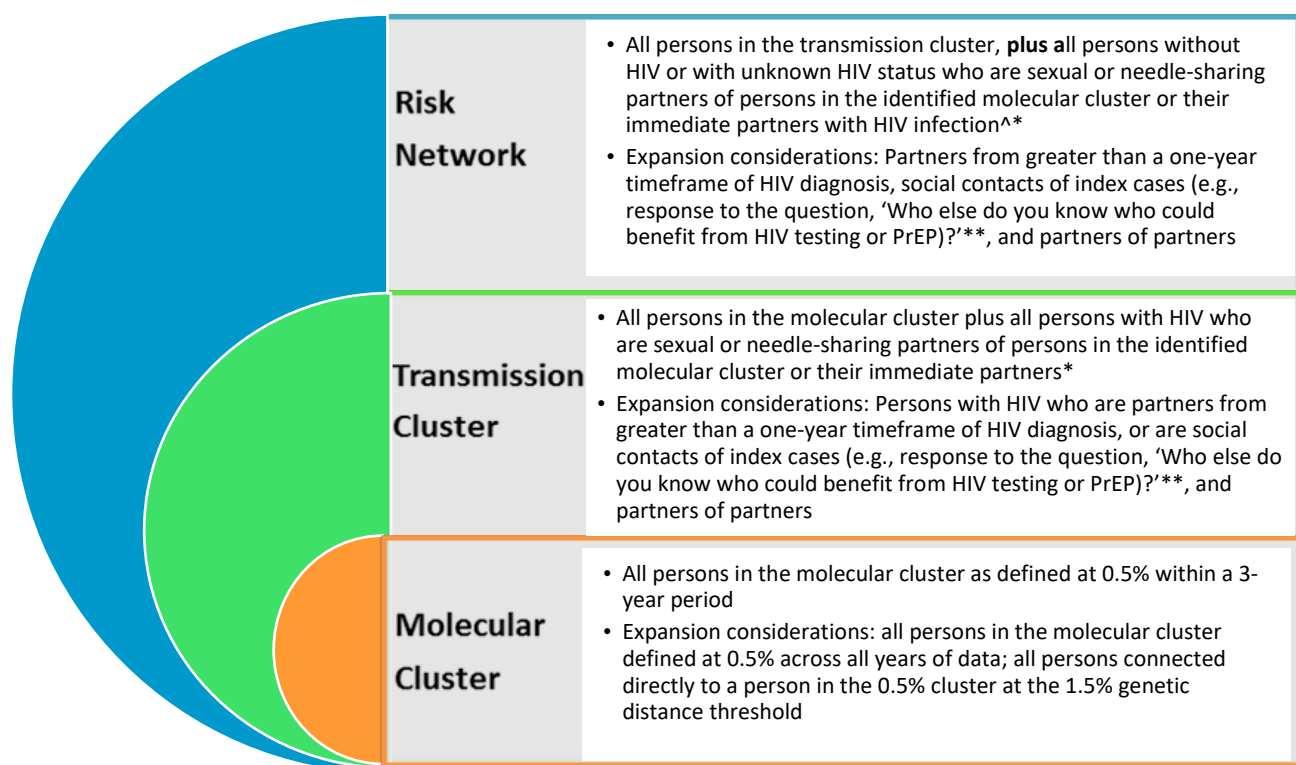 Risk
Network
• All persons in the transmission cluster, plus all persons without
HIV or with unknown HIV status who are sexual or needle-sharing
partners of persons in the identified molecular cluster or their
immediate partners with HIV infection^*
• Expansion considerations: Partners from greater than a one-year
timeframe of HIV diagnosis, social contacts of index cases (e.g.,
response to the question, ‘Who else do you know who could
benefit from HIV testing or PrEP)?’**, and partners of partners
Transmission
Cluster
• All persons in the molecular cluster plus all persons with HIV who
are sexual or needle-sharing partners of persons in the identified
molecular cluster or their immediate partners*
• Expansion considerations: Persons with HIV who are partners from
greater than a one-year timeframe of HIV diagnosis, or are social
contacts of index cases (e.g., response to the question, ‘Who else do
you know who could benefit from HIV testing or PrEP)?’**, and
partners of partners
Molecular
Cluster
• All persons in the molecular cluster as defined at 0.5% within a 3-
year period
• Expansion considerations: all persons in the molecular cluster
defined at 0.5% across all years of data; all persons connected
directly to a person in the 0.5% cluster at the 1.5% genetic
distance threshold